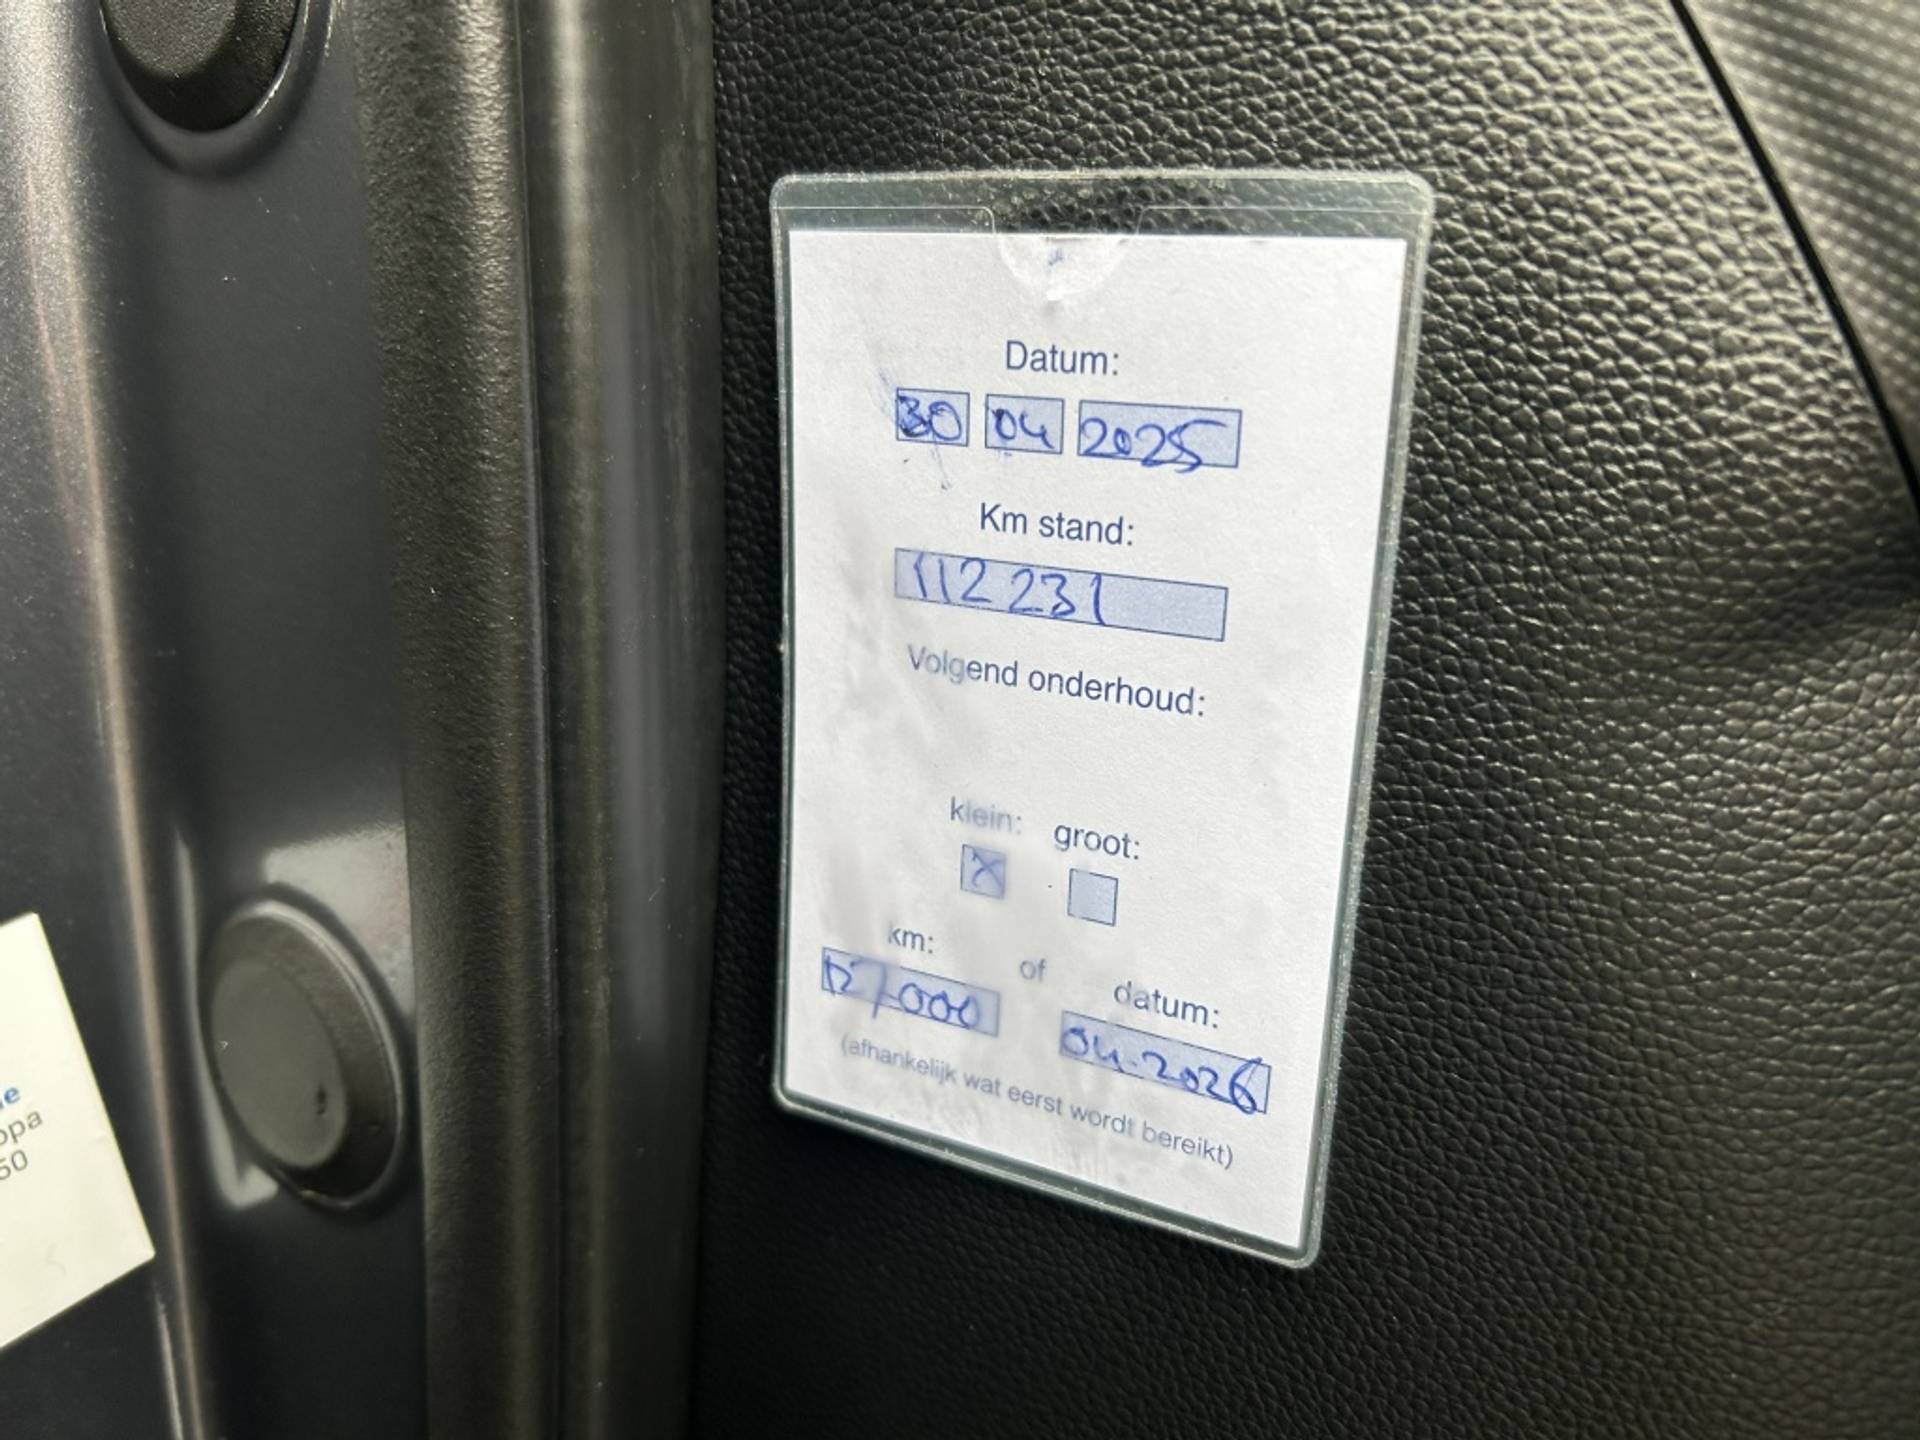 Datum:
30 04 2025
Km stand:
112231
Volgend onderhoud:
klein: groot:
X
km: of datum:
127000 04-2026
(afhankelijk wat eerst wordt bereikt)
50